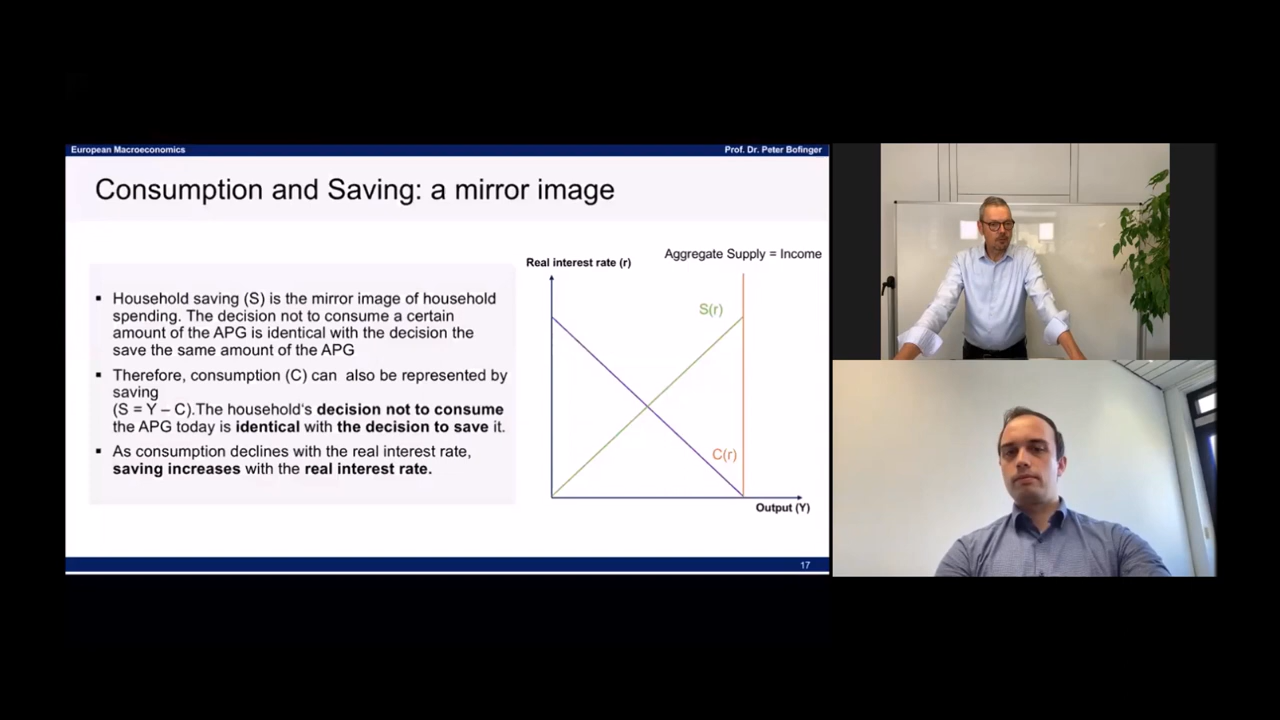 European Macroeconomics
Prof. Dr. Peter Bofinger
Consumption and Saving: a mirror image
Household saving (S) is the mirror image of household
spending. The decision not to consume a certain
amount of the APG is identical with the decision the
save the same amount of the APG
Therefore, consumption (C) can also be represented by
saving
(S = Y – C).The household's decision not to consume
the APG today is identical with the decision to save it.
As consumption declines with the real interest rate,
saving increases with the real interest rate.
Aggregate Supply = Income
Real interest rate (r)
S(r)
C(r)
Output (Y)
17